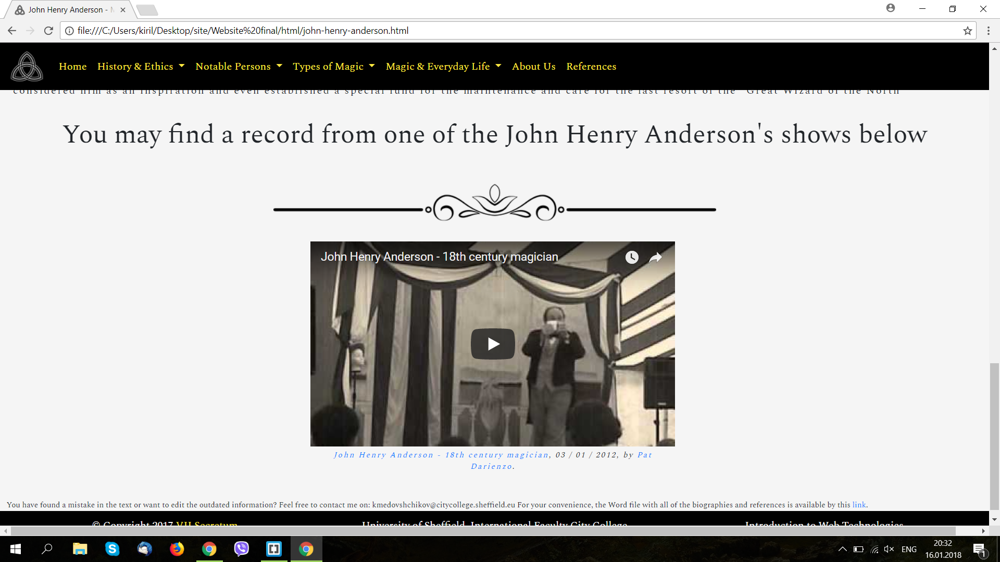 John Henry Anderson - M
file:///C:/Users/kiril/Desktop/site/Website%20final/html/john-henry-anderson.html
Home History & Ethics Notable Persons Types of Magic Magic & Everyday Life About Us References
considered him as an inspiration and even established a special fund for the maintenance and care for the last resort of the "Great Wizard of the North"
You may find a record from one of the John Henry Anderson's shows below
John Henry Anderson - 18th century magician
John Henry Anderson - 18th century magician, 03 / 01 / 2012, by Pat
Darienzo.
You have found a mistake in the text or want to edit the outdated information? Feel free to contact me on: kmedovshchikov@citycollege.sheffield.eu For your convenience, the Word file with all of the biographies and references is available by this link.
© Copyright 2017 VII Secretum University of Sheffield, International Faculty City College Introduction to Web Technologies
ENG
20:32
16.01.2018
1